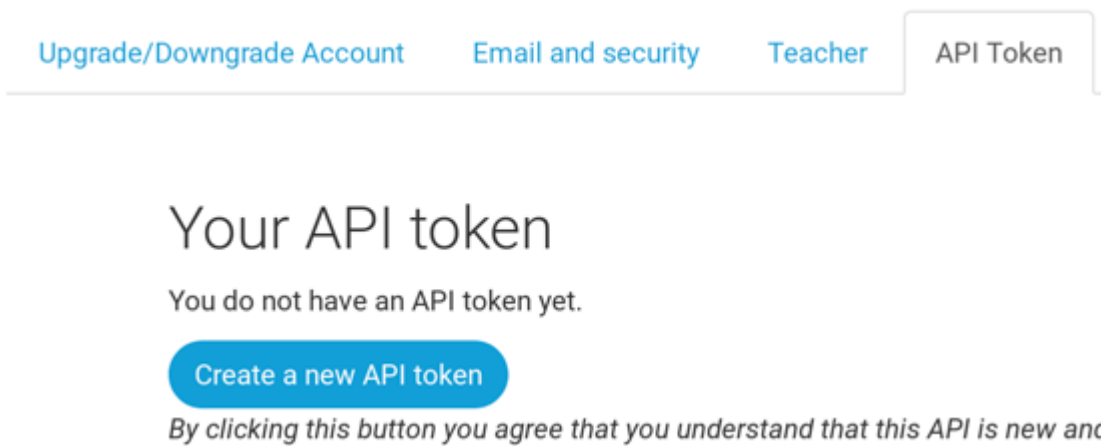 Upgrade/Downgrade Account Email and security Teacher API Token
Your API token
You do not have an API token yet.
Create a new API token
By clicking this button you agree that you understand that this API is new and